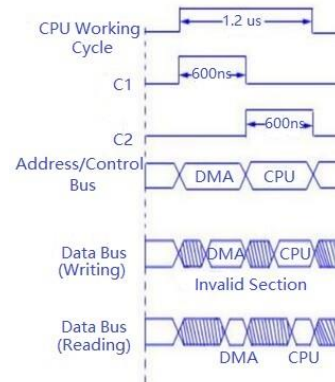 CPU Working
Cycle
1.2 us
C1
600ns
C2
600ns
Address/Control
Bus
DMA
CPU
Data Bus
(Writing)
DMA
CPU
Invalid Section
Data Bus
(Reading)
DMA
CPU